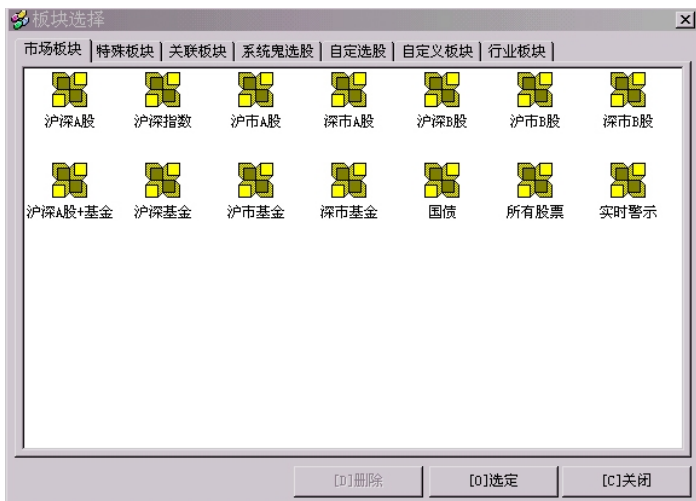 板块选择
市场板块 特殊板块 关联板块 系统鬼选股 自定选股 自定义板块 行业板块
沪深A股 沪深指数 沪市A股 深市A股 沪深B股 沪市B股 深市B股
沪深A股+基金 沪深基金 沪市基金 深市基金 国债 所有股票 实时警示
[D]删除 [O]选定 [C]关闭